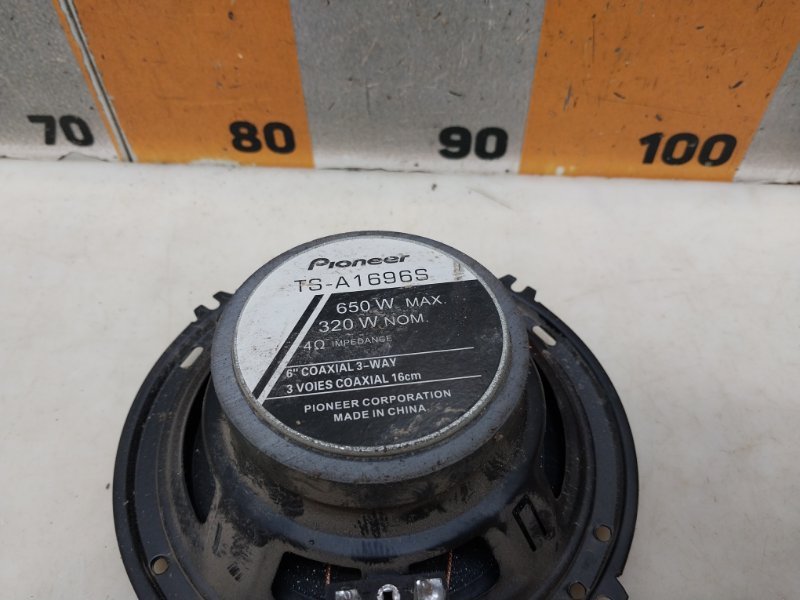 70 80 90 100
Pioneer
TS-A1696S
650 W MAX.
320 W NOM.
4Ω IMPEDANCE
6" COAXIAL 3-WAY
3 VOIES COAXIAL 16cm
PIONEER CORPORATION
MADE IN CHINA.